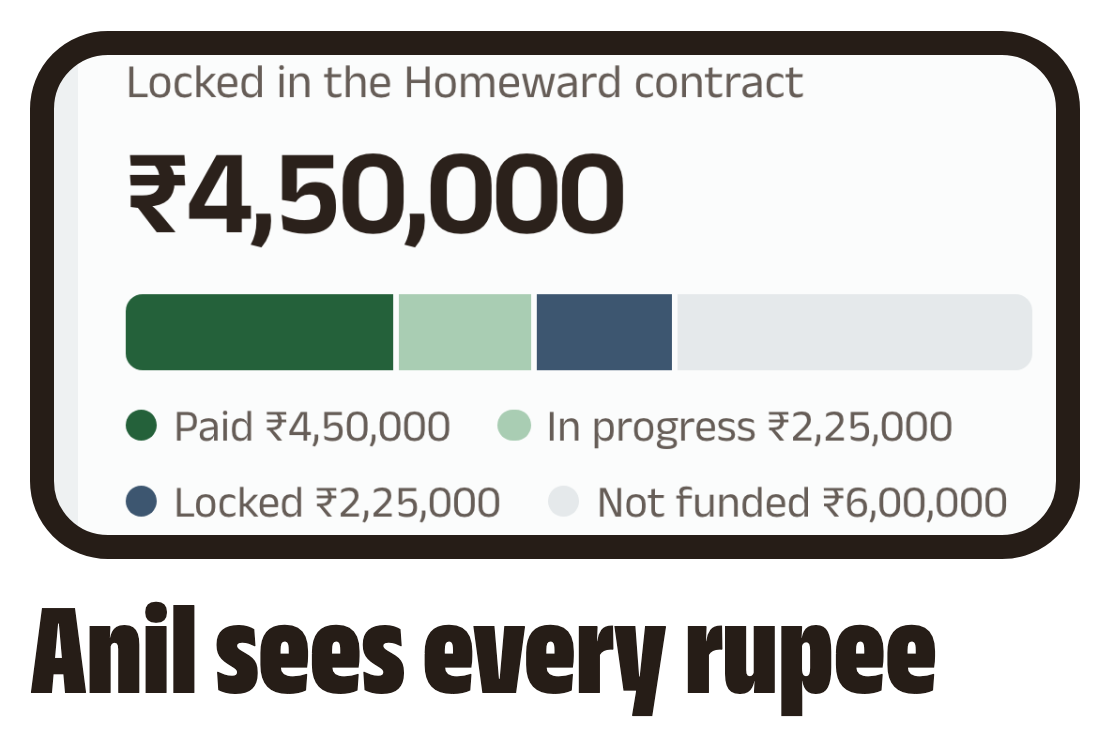 Locked in the Homeward contract
₹4,50,000
Paid ₹4,50,000 In progress ₹2,25,000
Locked ₹2,25,000 Not funded ₹6,00,000
Anil sees every rupee